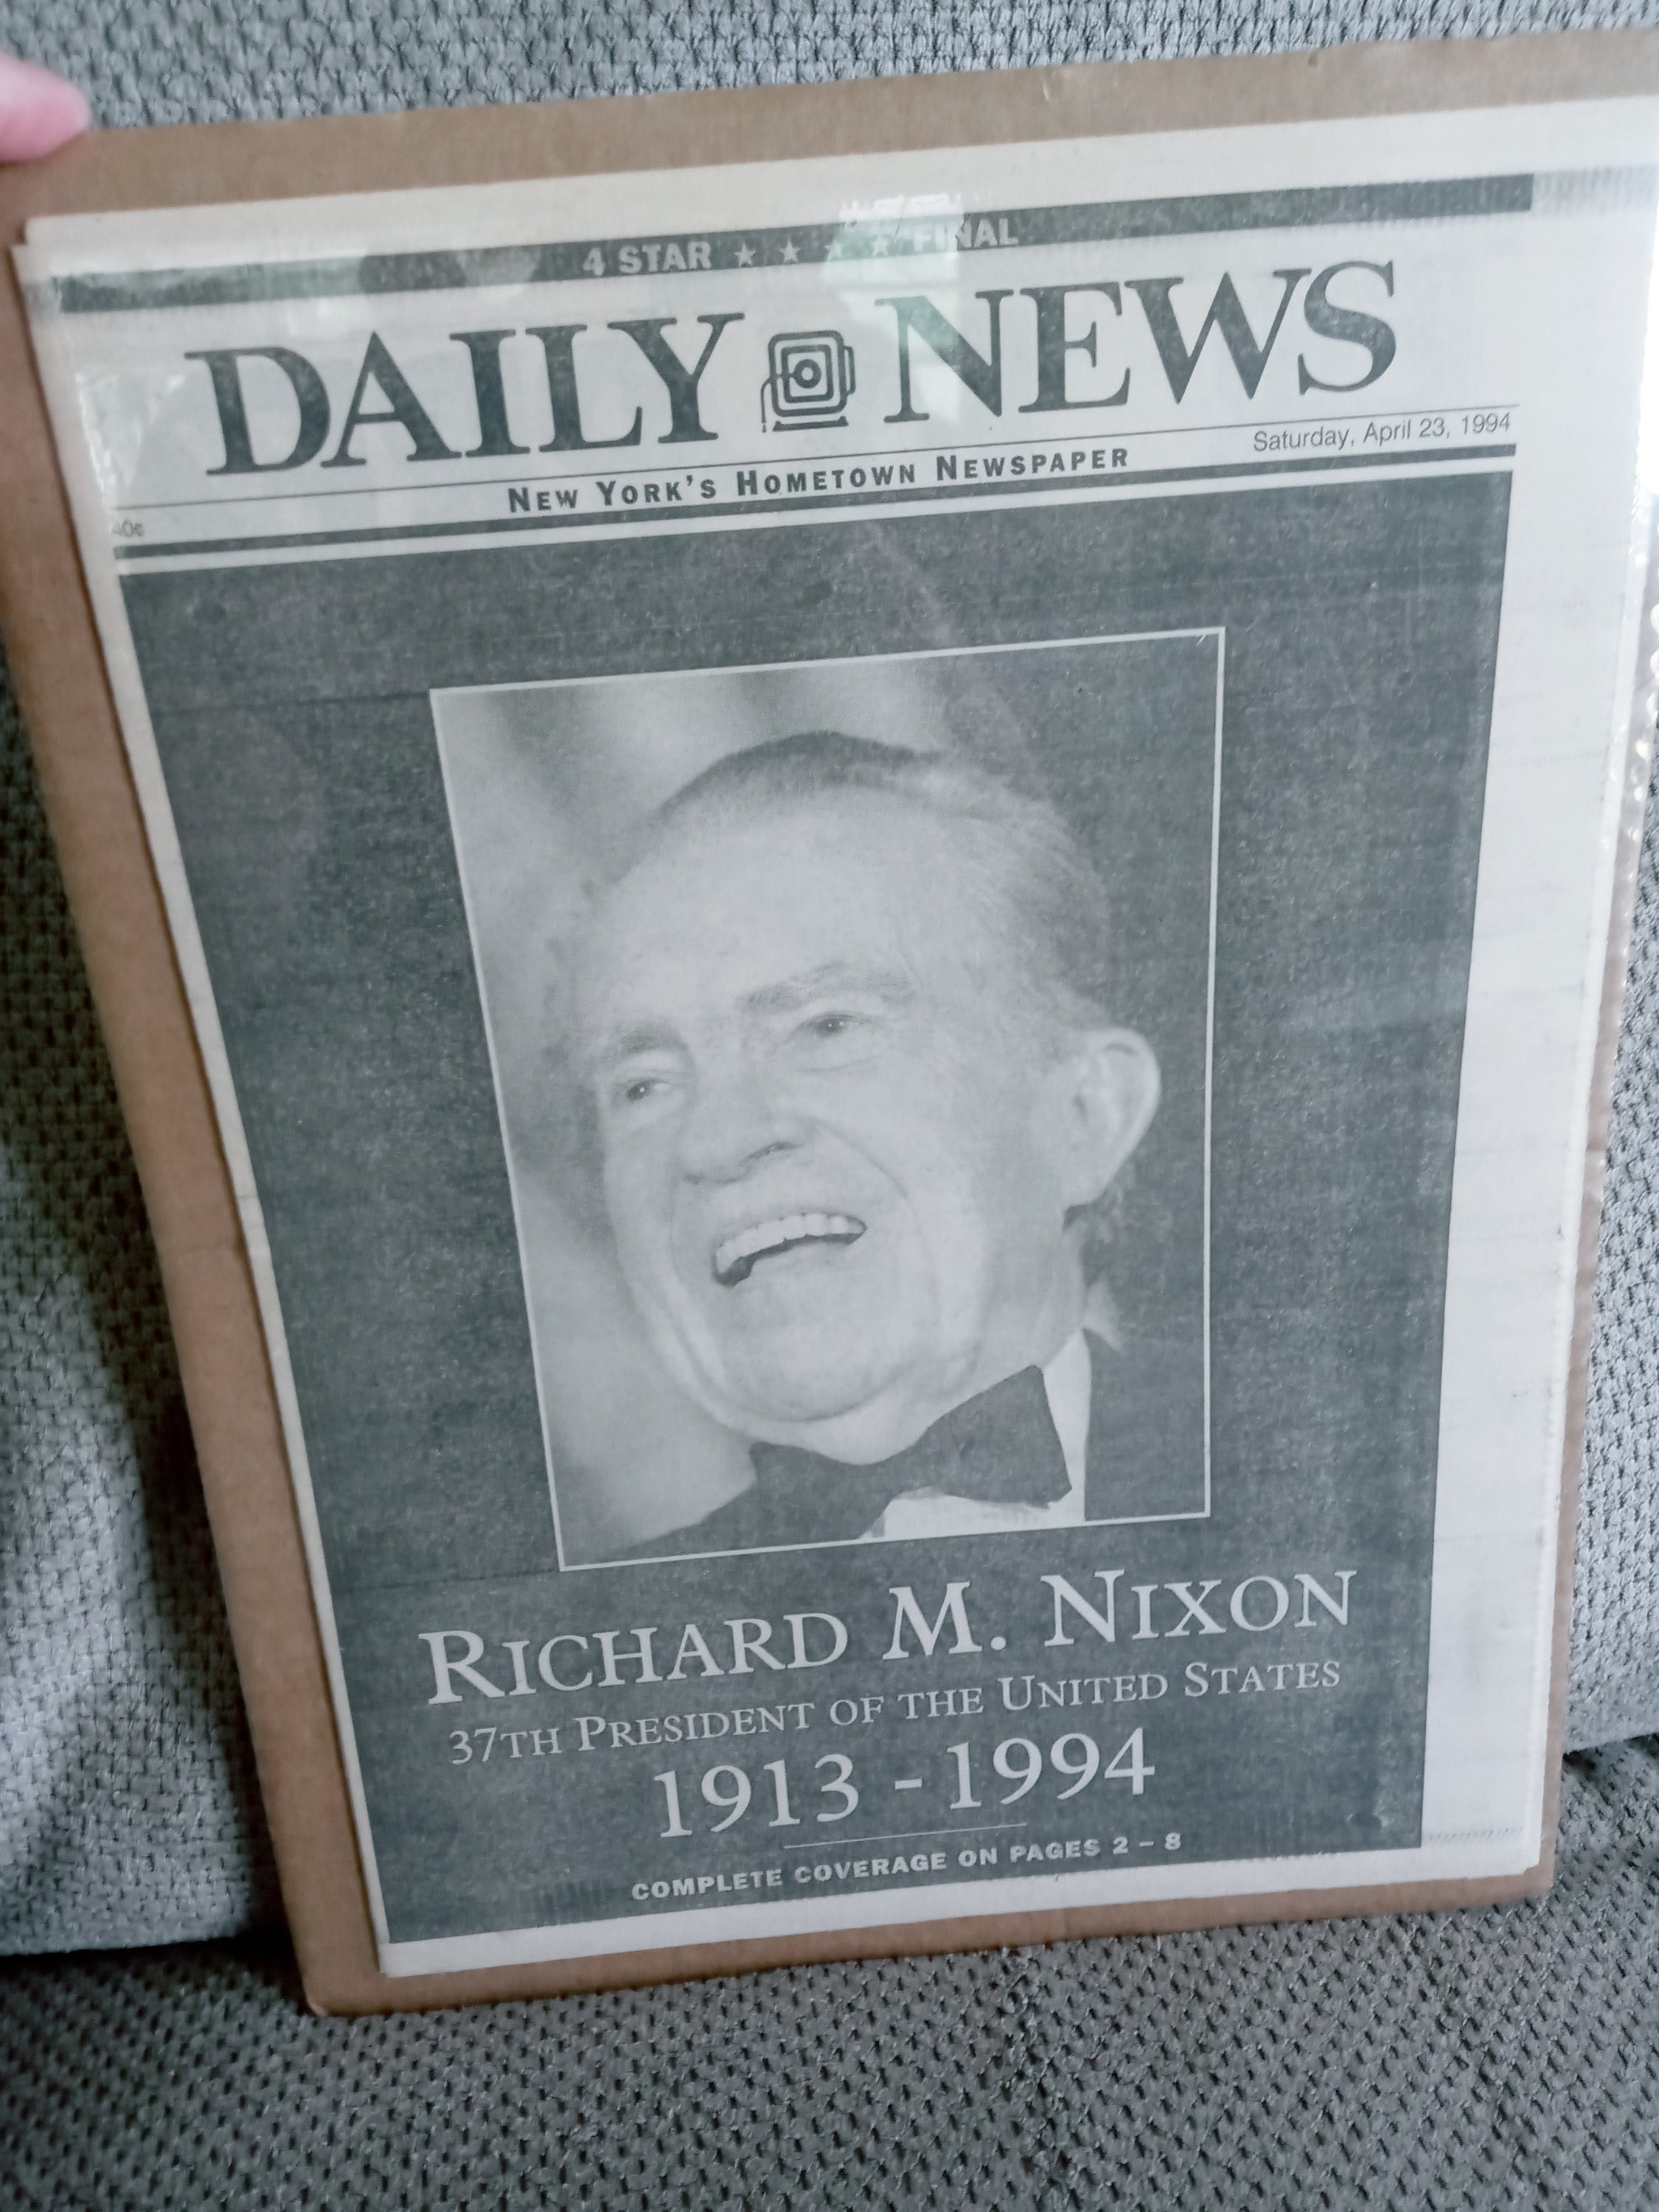 4 STAR ★ ★ ★ ★ FINAL
DAILY NEWS
40¢
NEW YORK'S HOMETOWN NEWSPAPER
Saturday, April 23, 1994
RICHARD M. NIXON
37TH PRESIDENT OF THE UNITED STATES
1913 - 1994
COMPLETE COVERAGE ON PAGES 2 – 8